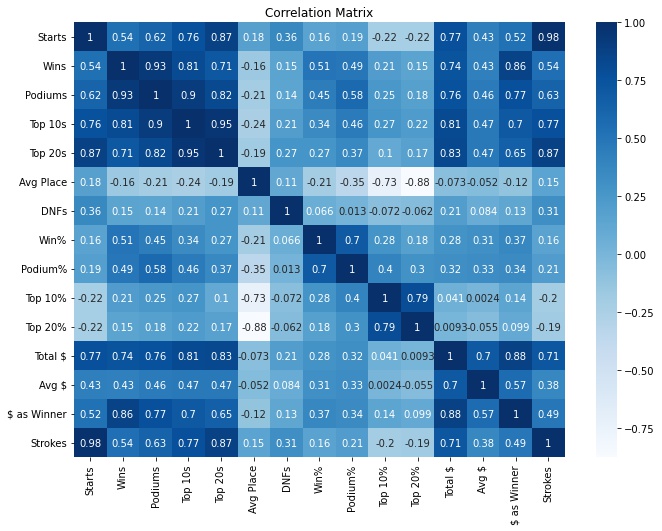 Correlation Matrix
Starts 1 0.54 0.62 0.76 0.87 0.18 0.36 0.16 0.19 -0.22 -0.22 0.77 0.43 0.52 0.98
Wins 0.54 1 0.93 0.81 0.71 -0.16 0.15 0.51 0.49 0.21 0.15 0.74 0.43 0.86 0.54
Podiums 0.62 0.93 1 0.9 0.82 -0.21 0.14 0.45 0.58 0.25 0.18 0.76 0.46 0.77 0.63
Top 10s 0.76 0.81 0.9 1 0.95 -0.24 0.21 0.34 0.46 0.27 0.22 0.81 0.47 0.7 0.77
Top 20s 0.87 0.71 0.82 0.95 1 -0.19 0.27 0.27 0.37 0.1 0.17 0.83 0.47 0.65 0.87
Avg Place 0.18 -0.16 -0.21 -0.24 -0.19 1 0.11 -0.21 -0.35 -0.73 -0.88 -0.073 -0.052 -0.12 0.15
DNFs 0.36 0.15 0.14 0.21 0.27 0.11 1 0.066 0.013 -0.072 -0.062 0.21 0.084 0.13 0.31
Win% 0.16 0.51 0.45 0.34 0.27 -0.21 0.066 1 0.7 0.28 0.18 0.28 0.31 0.37 0.16
Podium% 0.19 0.49 0.58 0.46 0.37 -0.35 0.013 0.7 1 0.4 0.3 0.32 0.33 0.34 0.21
Top 10% -0.22 0.21 0.25 0.27 0.1 -0.73 -0.072 0.28 0.4 1 0.79 0.041 0.0024 0.14 -0.2
Top 20% -0.22 0.15 0.18 0.22 0.17 -0.88 -0.062 0.18 0.3 0.79 1 0.0093 -0.055 0.099 -0.19
Total $ 0.77 0.74 0.76 0.81 0.83 -0.073 0.21 0.28 0.32 0.041 0.0093 1 0.7 0.88 0.71
Avg $ 0.43 0.43 0.46 0.47 0.47 -0.052 0.084 0.31 0.33 0.0024 -0.055 0.7 1 0.57 0.38
$ as Winner 0.52 0.86 0.77 0.7 0.65 -0.12 0.13 0.37 0.34 0.14 0.099 0.88 0.57 1 0.49
Strokes 0.98 0.54 0.63 0.77 0.87 0.15 0.31 0.16 0.21 -0.2 -0.19 0.71 0.38 0.49 1
Starts
Wins
Podiums
Top 10s
Top 20s
Avg Place
DNFs
Win%
Podium%
Top 10%
Top 20%
Total $
Avg $
$ as Winner
Strokes
1.00
0.75
0.50
0.25
0.00
−0.25
−0.50
−0.75